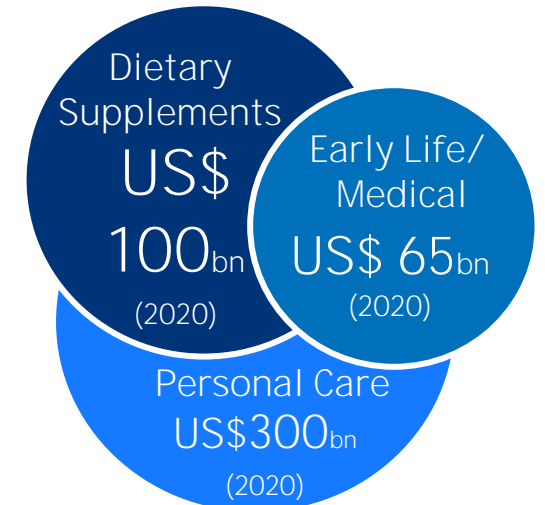 Dietary
Supplements
US$
100bn
(2020)
Early Life/
Medical
US$ 65bn
(2020)
Personal Care
US$300bn
(2020)